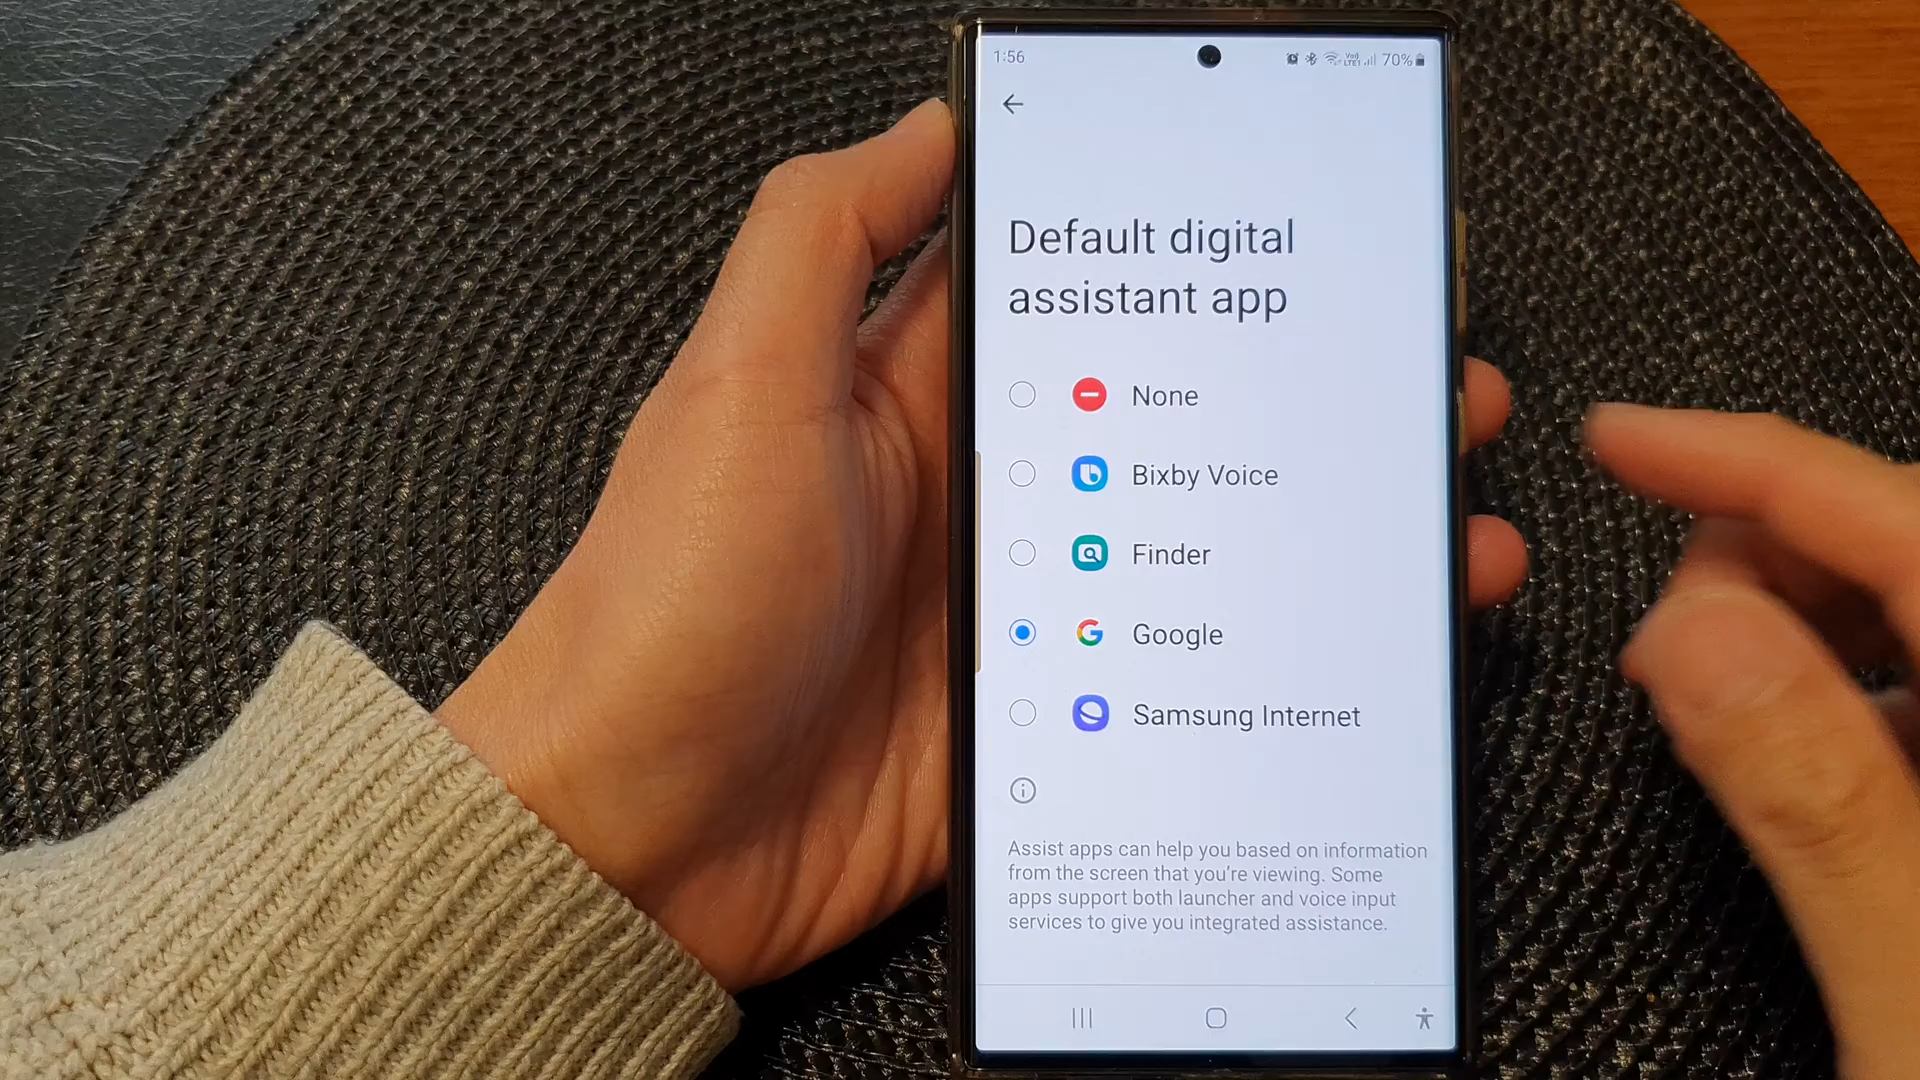 1:56
70%
Default digital
assistant app
None
Bixby Voice
Finder
Google
Samsung Internet
Assist apps can help you based on information
from the screen that you're viewing. Some
apps support both launcher and voice input
services to give you integrated assistance.